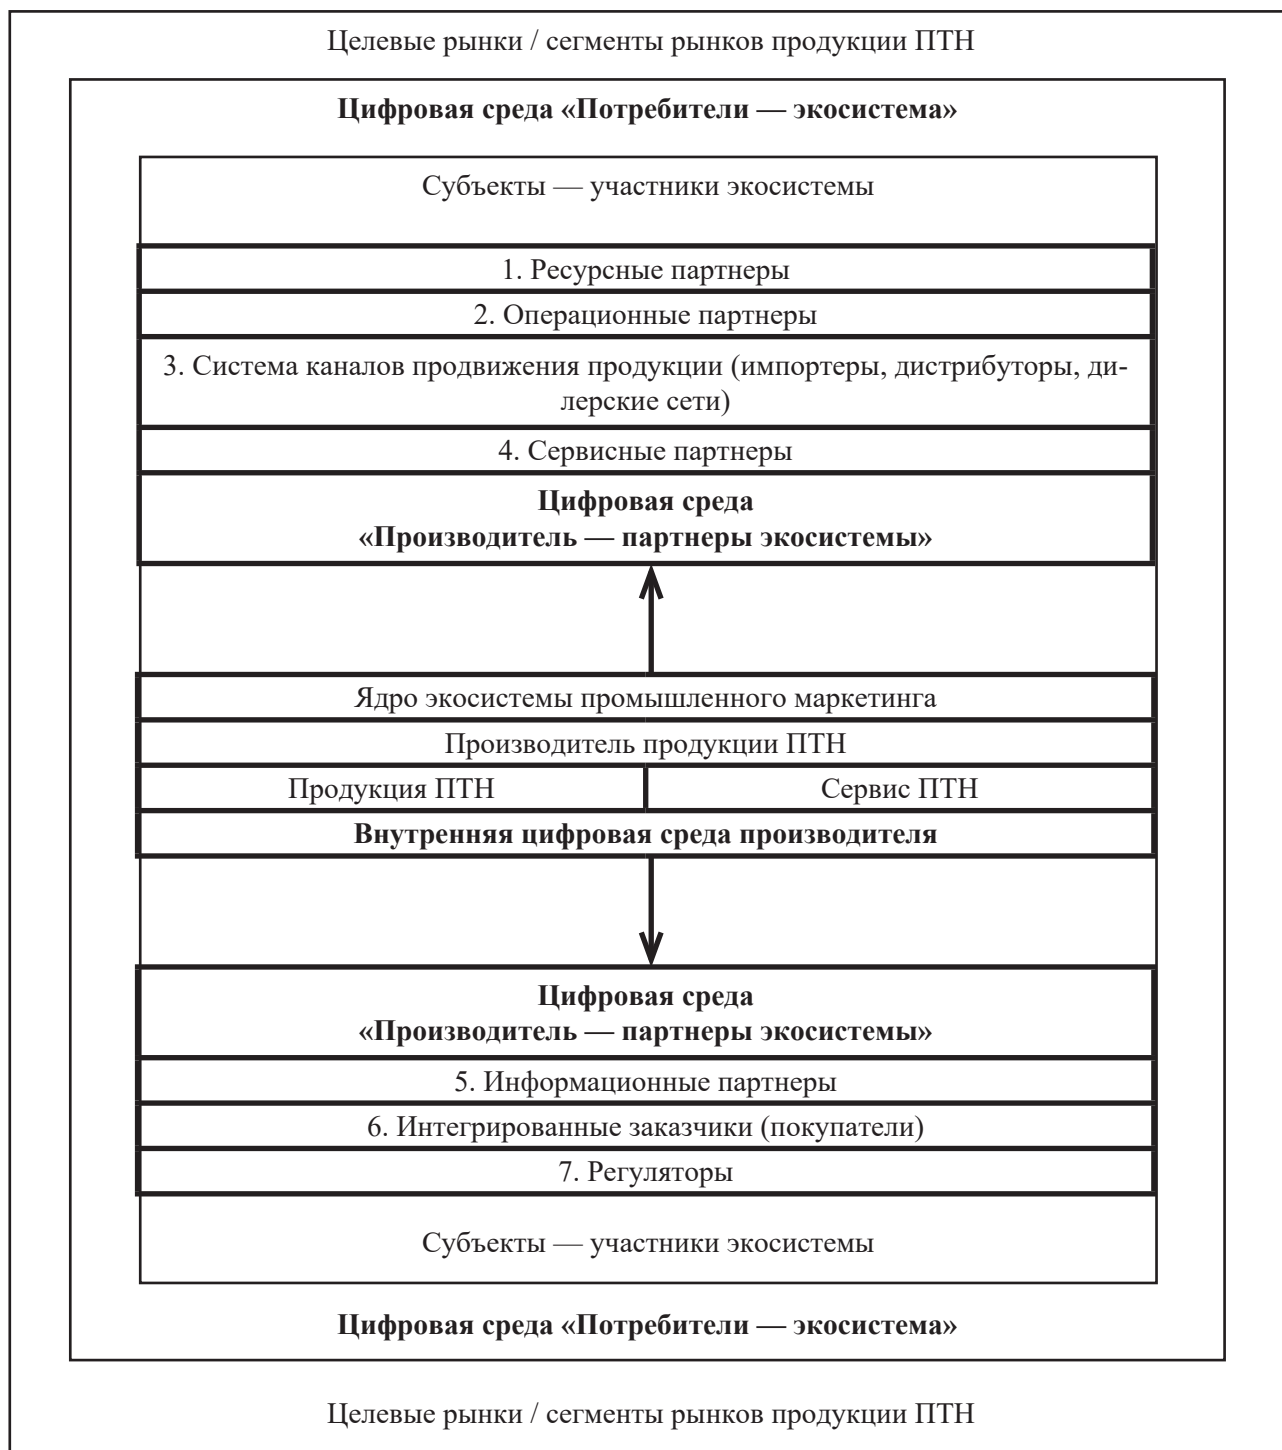 Целевые рынки / сегменты рынков продукции ПТН
Цифровая среда «Потребители — экосистема»
Субъекты — участники экосистемы
1. Ресурсные партнеры
2. Операционные партнеры
3. Система каналов продвижения продукции (импортеры, дистрибуторы, ди-
лерские сети)
4. Сервисные партнеры
Цифровая среда
«Производитель — партнеры экосистемы»
Ядро экосистемы промышленного маркетинга
Производитель продукции ПТН
Продукция ПТН
Сервис ПТН
Внутренняя цифровая среда производителя
Цифровая среда
«Производитель — партнеры экосистемы»
5. Информационные партнеры
6. Интегрированные заказчики (покупатели)
7. Регуляторы
Субъекты — участники экосистемы
Цифровая среда «Потребители — экосистема»
Целевые рынки / сегменты рынков продукции ПТН